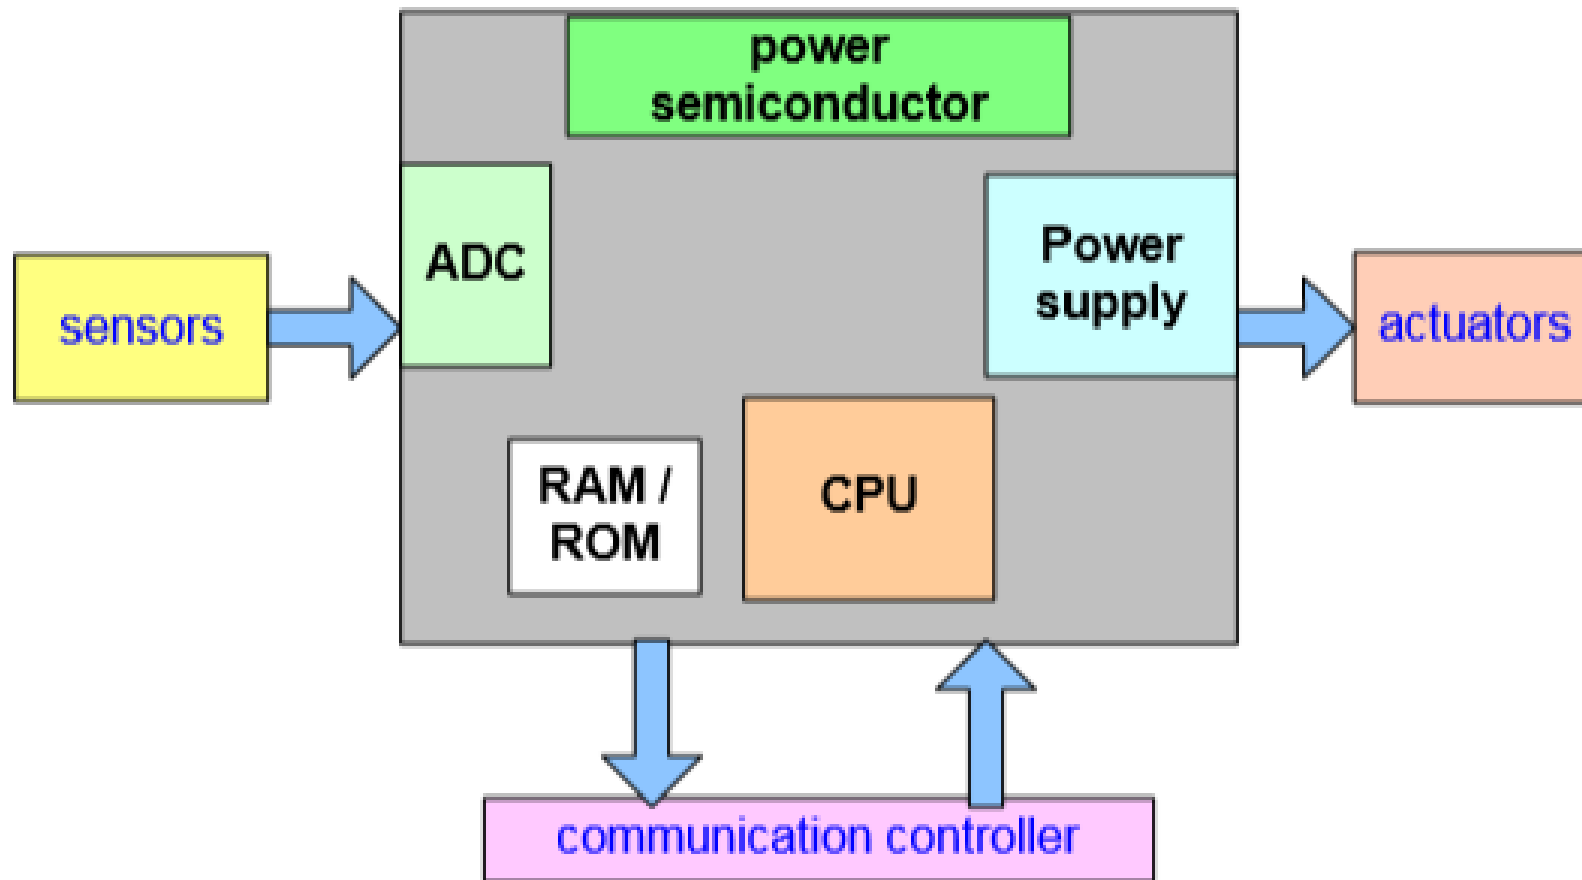 power
semiconductor
ADC
Power
supply
sensors
actuators
RAM /
ROM
CPU
communication controller